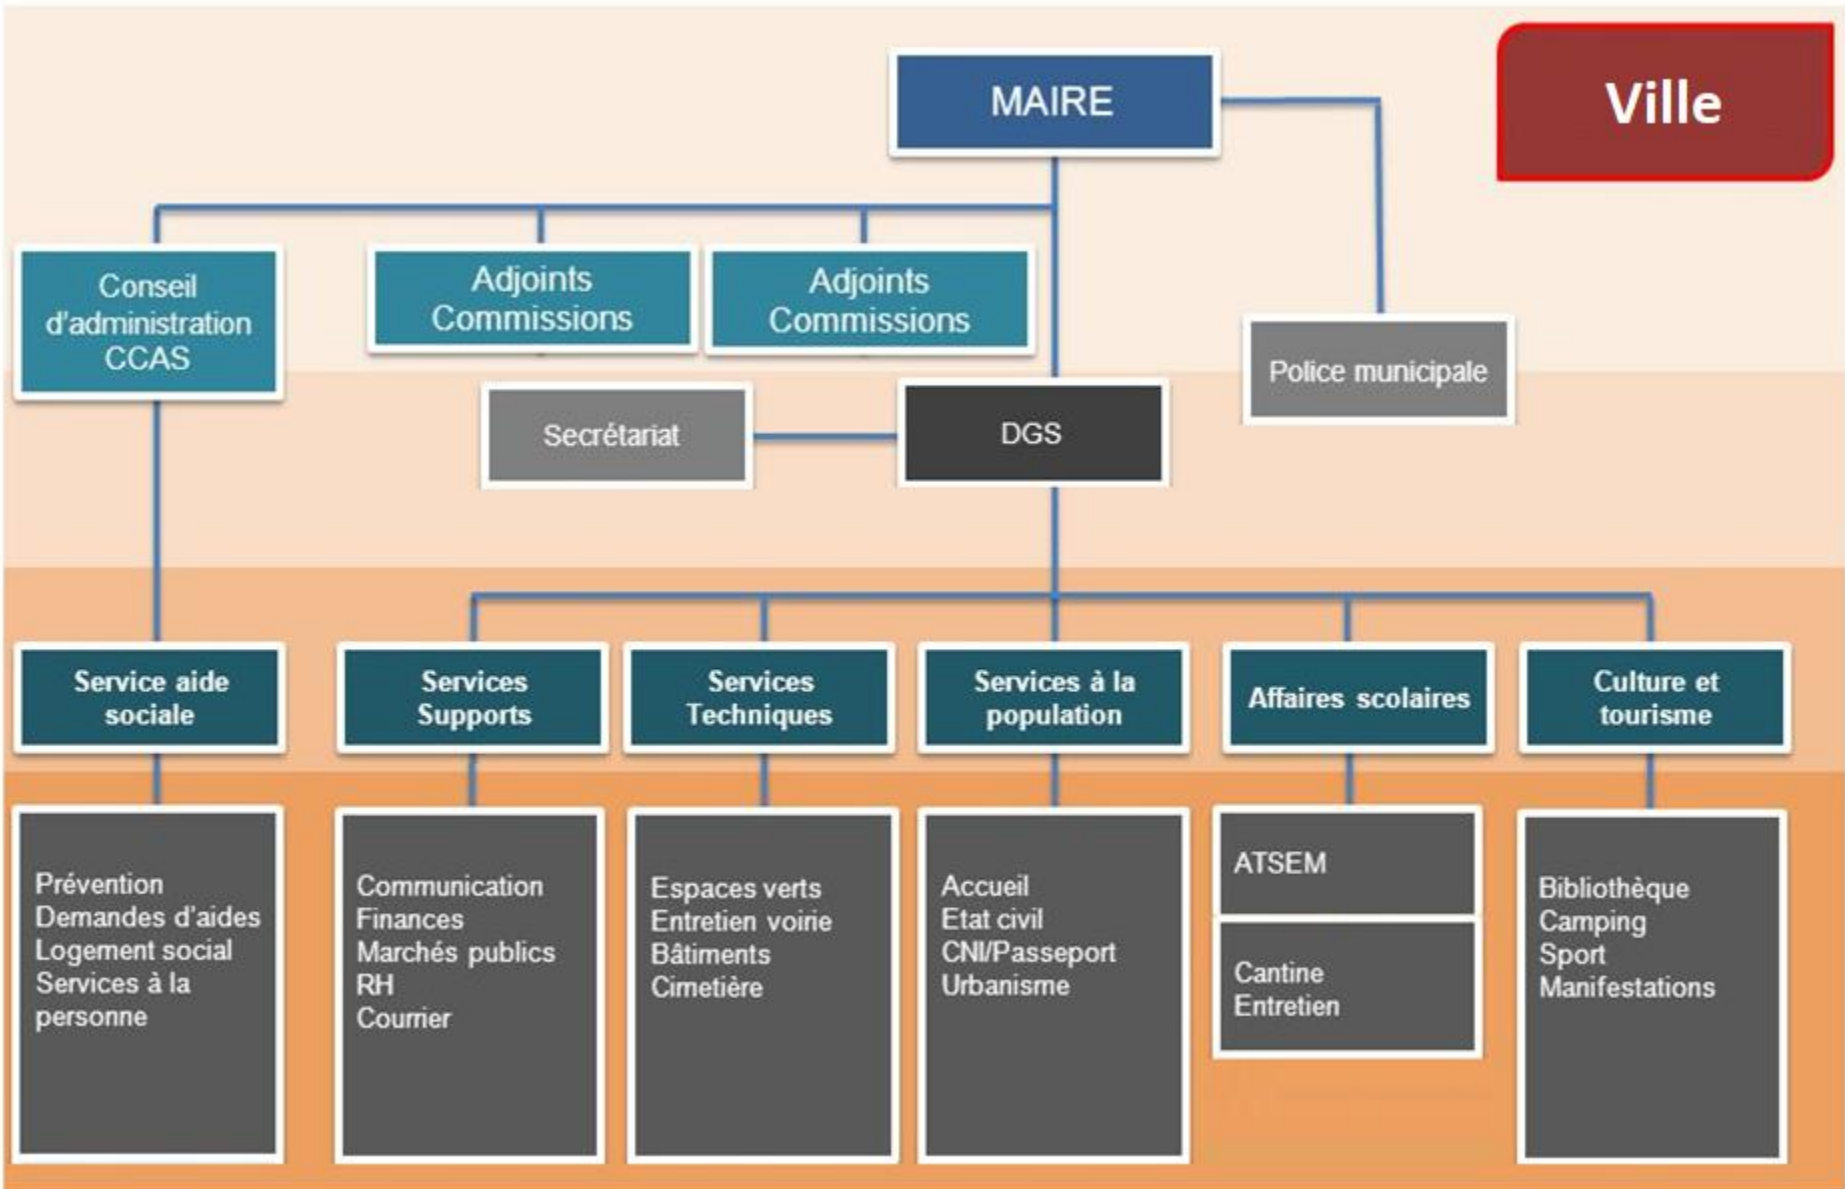 MAIRE
Ville
Conseil
d'administration
CCAS
Adjoints
Commissions
Adjoints
Commissions
Police municipale
Secrétariat
DGS
Service aide
sociale
Services
Supports
Services
Techniques
Services à la
population
Affaires scolaires
Culture et
tourisme
Prévention
Demandes d'aides
Logement social
Services à la
personne
Communication
Finances
Marchés publics
RH
Courrier
Espaces verts
Entretien voirie
Bâtiments
Cimetière
Accueil
Etat civil
CNI/Passeport
Urbanisme
ATSEM
Cantine
Entretien
Bibliothèque
Camping
Sport
Manifestations